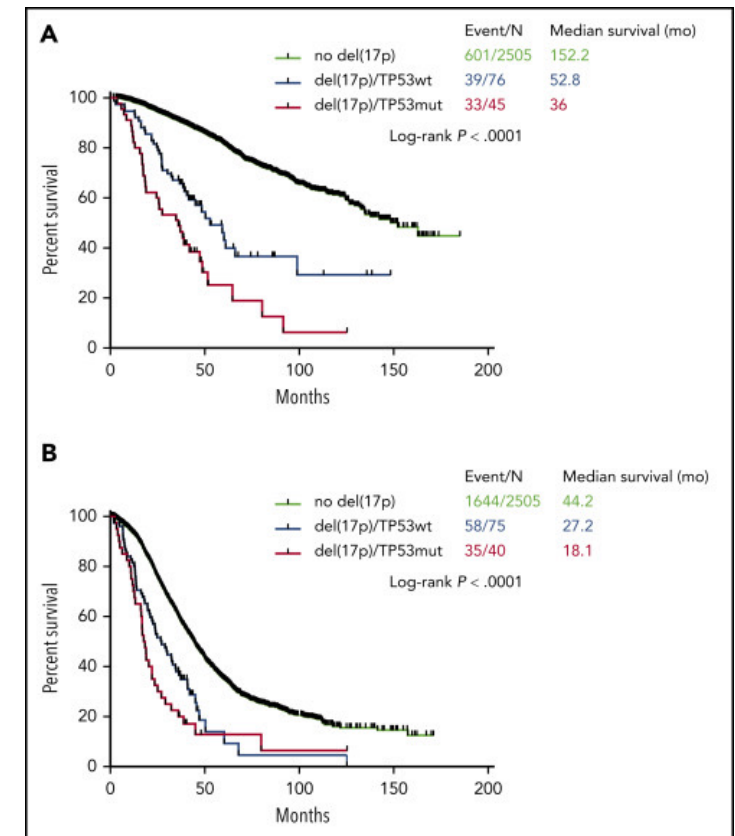 A
Event/N Median survival (mo)
no del(17p) 601/2505 152.2
del(17p)/TP53wt 39/76 52.8
del(17p)/TP53mut 33/45 36
Log-rank P < .0001
Percent survival
100
80
60
40
20
0
0 50 100 150 200
Months
B
Event/N Median survival (mo)
no del(17p) 1644/2505 44.2
del(17p)/TP53wt 58/75 27.2
del(17p)/TP53mut 35/40 18.1
Log-rank P < .0001
Percent survival
100
80
60
40
20
0
0 50 100 150 200
Months